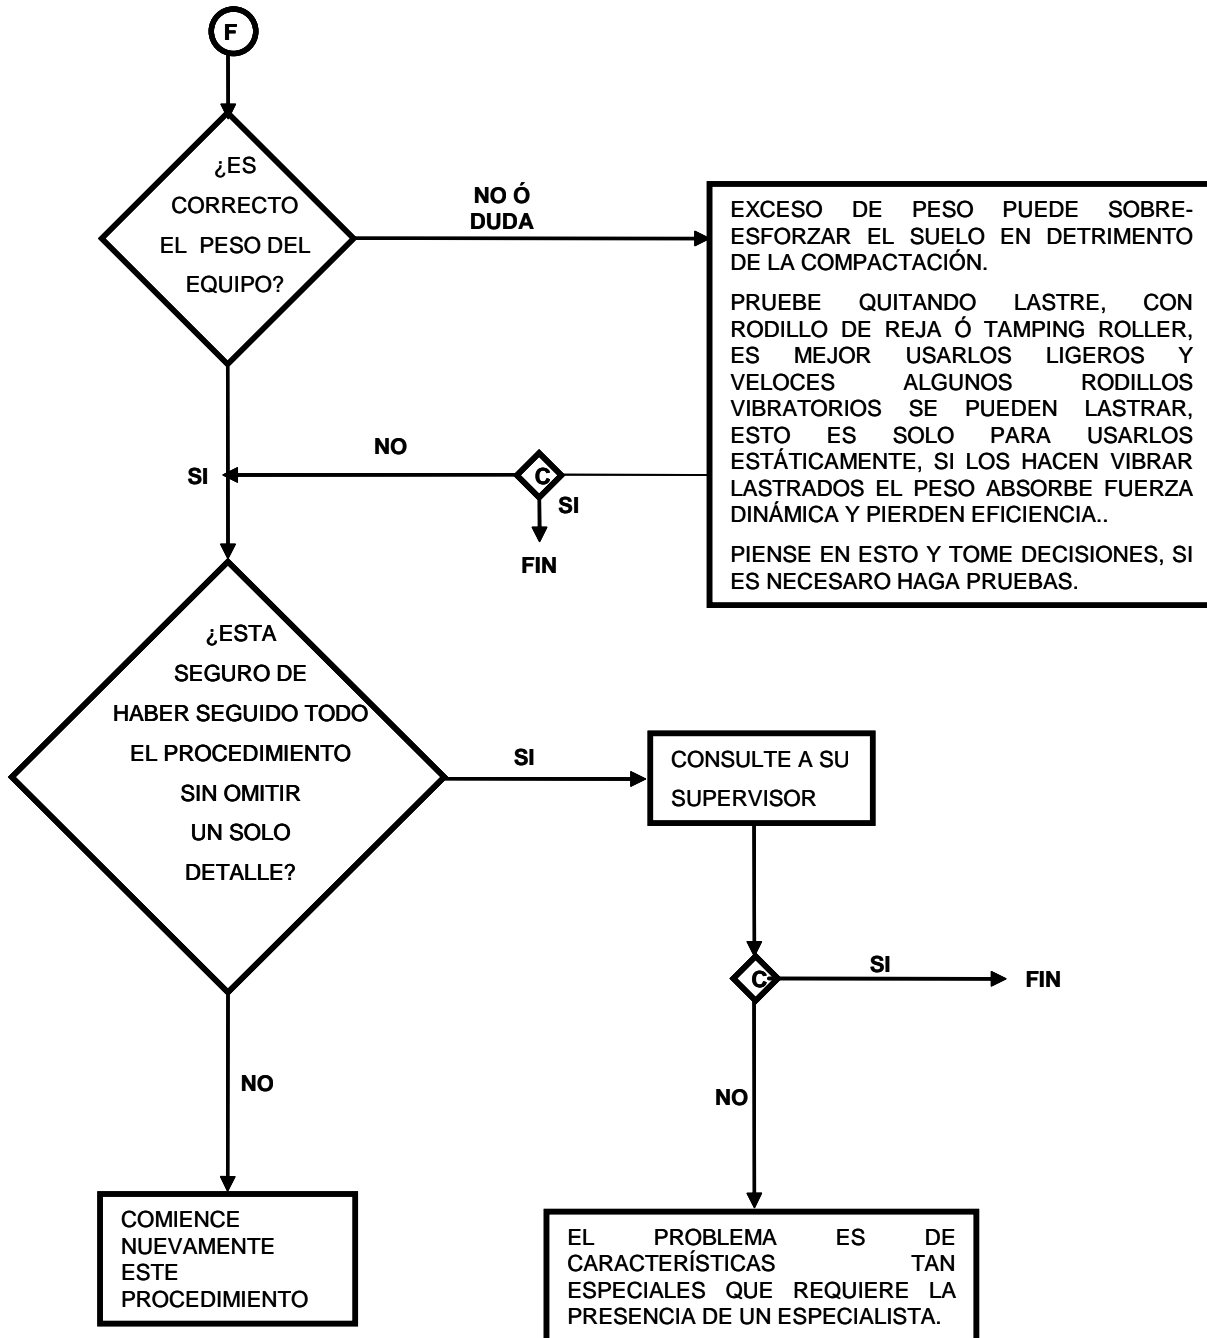 F
¿ES
CORRECTO
EL PESO DEL
EQUIPO?
NO Ó
DUDA
EXCESO DE PESO PUEDE SOBRE-
ESFORZAR EL SUELO EN DETRIMENTO
DE LA COMPACTACIÓN.
PRUEBE QUITANDO LASTRE, CON
RODILLO DE REJA Ó TAMPING ROLLER,
ES MEJOR USARLOS LIGEROS Y
VELOCES ALGUNOS RODILLOS
VIBRATORIOS SE PUEDEN LASTRAR,
ESTO ES SOLO PARA USARLOS
ESTÁTICAMENTE, SI LOS HACEN VIBRAR
LASTRADOS EL PESO ABSORBE FUERZA
DINÁMICA Y PIERDEN EFICIENCIA..
PIENSE EN ESTO Y TOME DECISIONES, SI
ES NECESARO HAGA PRUEBAS.
NO
SI
C
SI
FIN
¿ESTA
SEGURO DE
HABER SEGUIDO TODO
EL PROCEDIMIENTO
SIN OMITIR
UN SOLO
DETALLE?
SI
CONSULTE A SU
SUPERVISOR
C
SI
FIN
NO
NO
COMIENCE
NUEVAMENTE
ESTE
PROCEDIMIENTO
EL PROBLEMA ES DE
CARACTERÍSTICAS TAN
ESPECIALES QUE REQUIERE LA
PRESENCIA DE UN ESPECIALISTA.